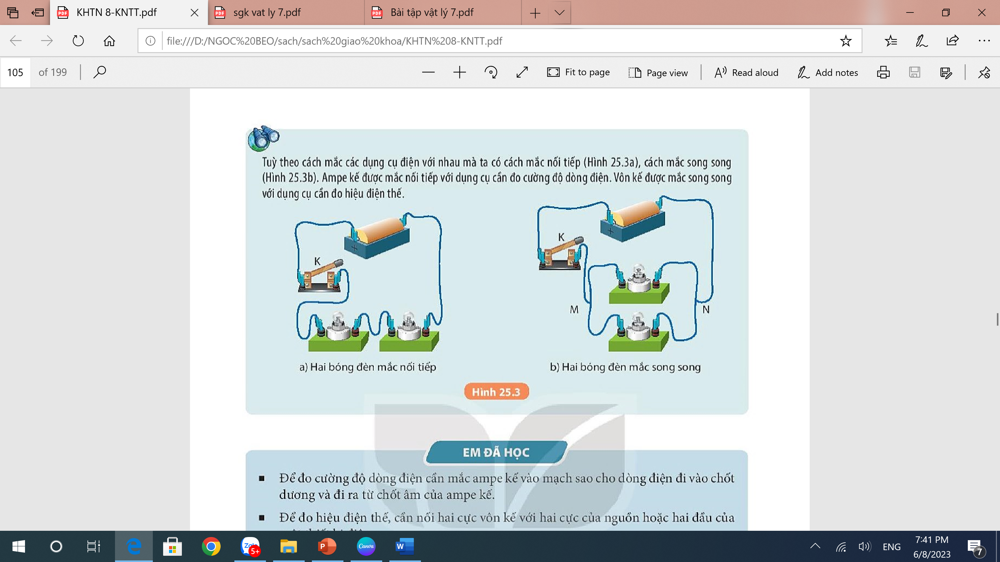 KHTN 8-KNTT.pdf
sgk vat ly 7.pdf
Bài tập vật lý 7.pdf
file:///D:/NGOC%20BEO/sach/sach%20giao%20khoa/KHTN%208-KNTT.pdf
105 of 199
Fit to page
Page view
Read aloud
Add notes
Tuỳ theo cách mắc các dụng cụ điện với nhau mà ta có cách mắc nối tiếp (Hình 25.3a), cách mắc song song
(Hình 25.3b). Ampe kế được mắc nối tiếp với dụng cụ cần đo cường độ dòng điện. Vôn kế được mắc song song
với dụng cụ cần đo hiệu điện thế.
K
+
K
+
M
N
a) Hai bóng đèn mắc nối tiếp
b) Hai bóng đèn mắc song song
Hình 25.3
EM ĐÃ HỌC
■ Để đo cường độ dòng điện cần mắc ampe kế vào mạch sao cho dòng điện đi vào chốt
dương và đi ra từ chốt âm của ampe kế.
■ Để đo hiệu điện thế, cần nối hai cực vôn kế với hai cực của nguồn hoặc hai đầu của
5+
Canva
ENG
7:41 PM
6/8/2023
7